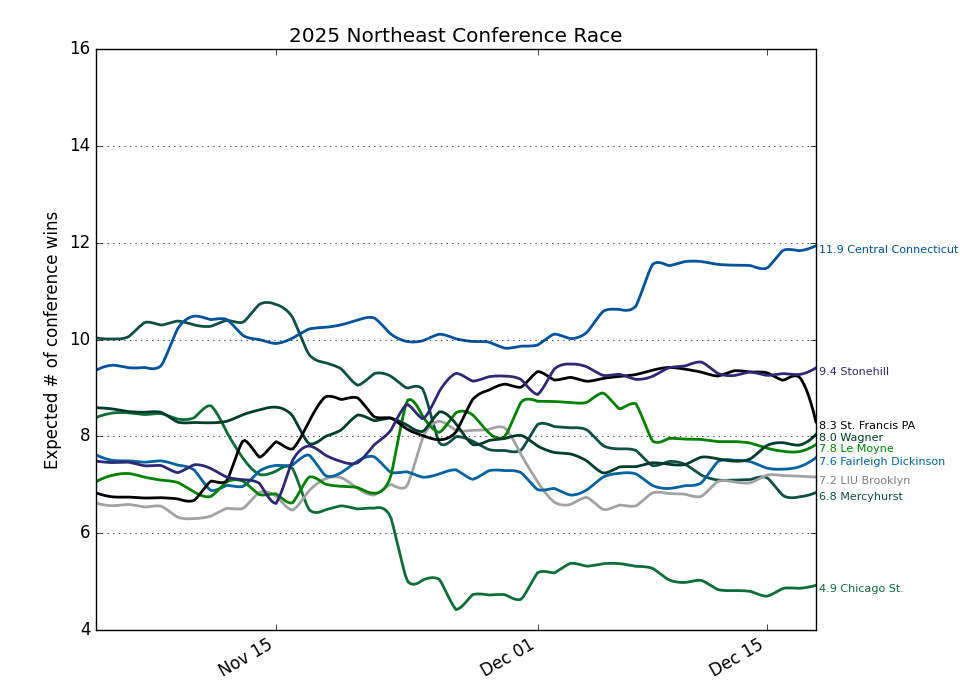 2025 Northeast Conference Race
Expected # of conference wins
16
14
12
10
8
6
4
Nov 15
Dec 01
Dec 15
11.9 Central Connecticut
9.4 Stonehill
8.3 St. Francis PA
8.0 Wagner
7.8 Le Moyne
7.6 Fairleigh Dickinson
7.2 LIU Brooklyn
6.8 Mercyhurst
4.9 Chicago St.